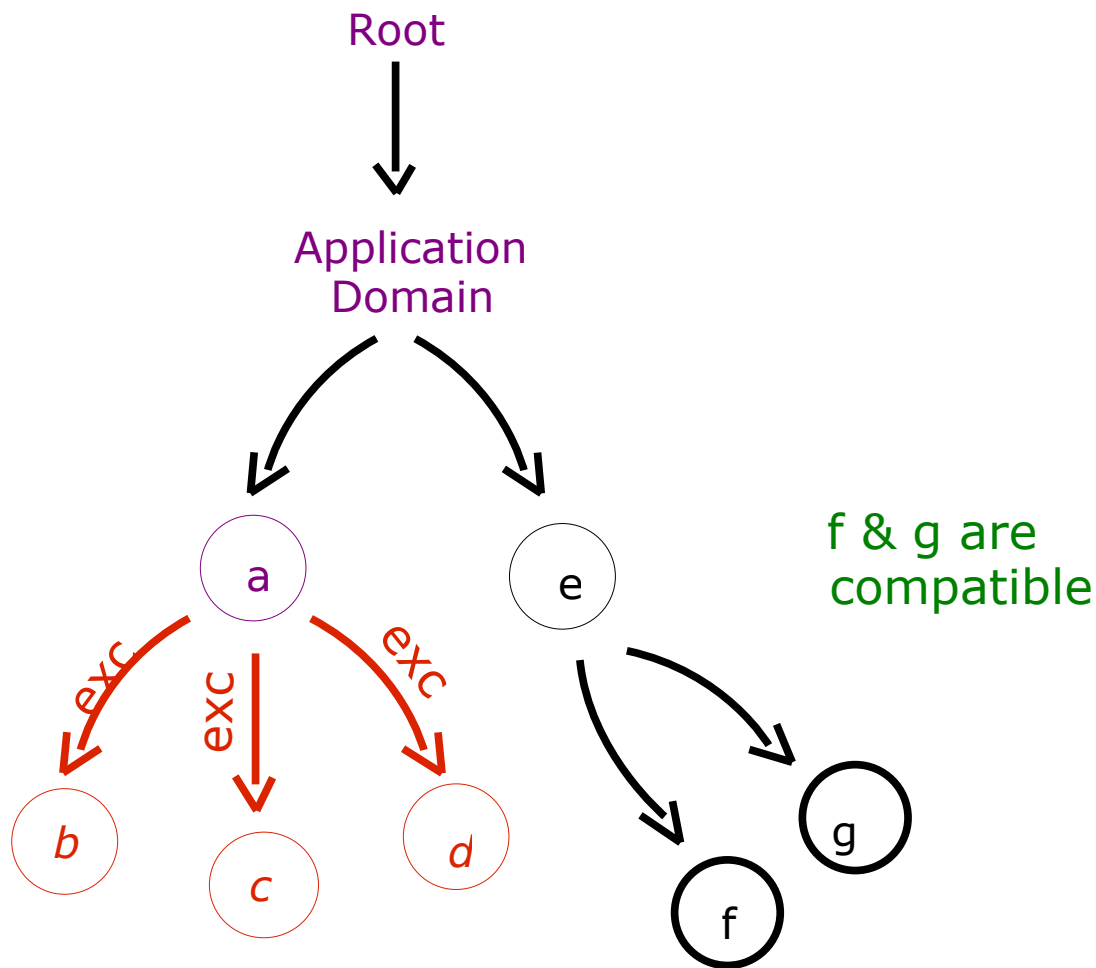 Root
Application
Domain
a
e
f & g are
compatible
exc
exc
exc
b
c
d
g
f